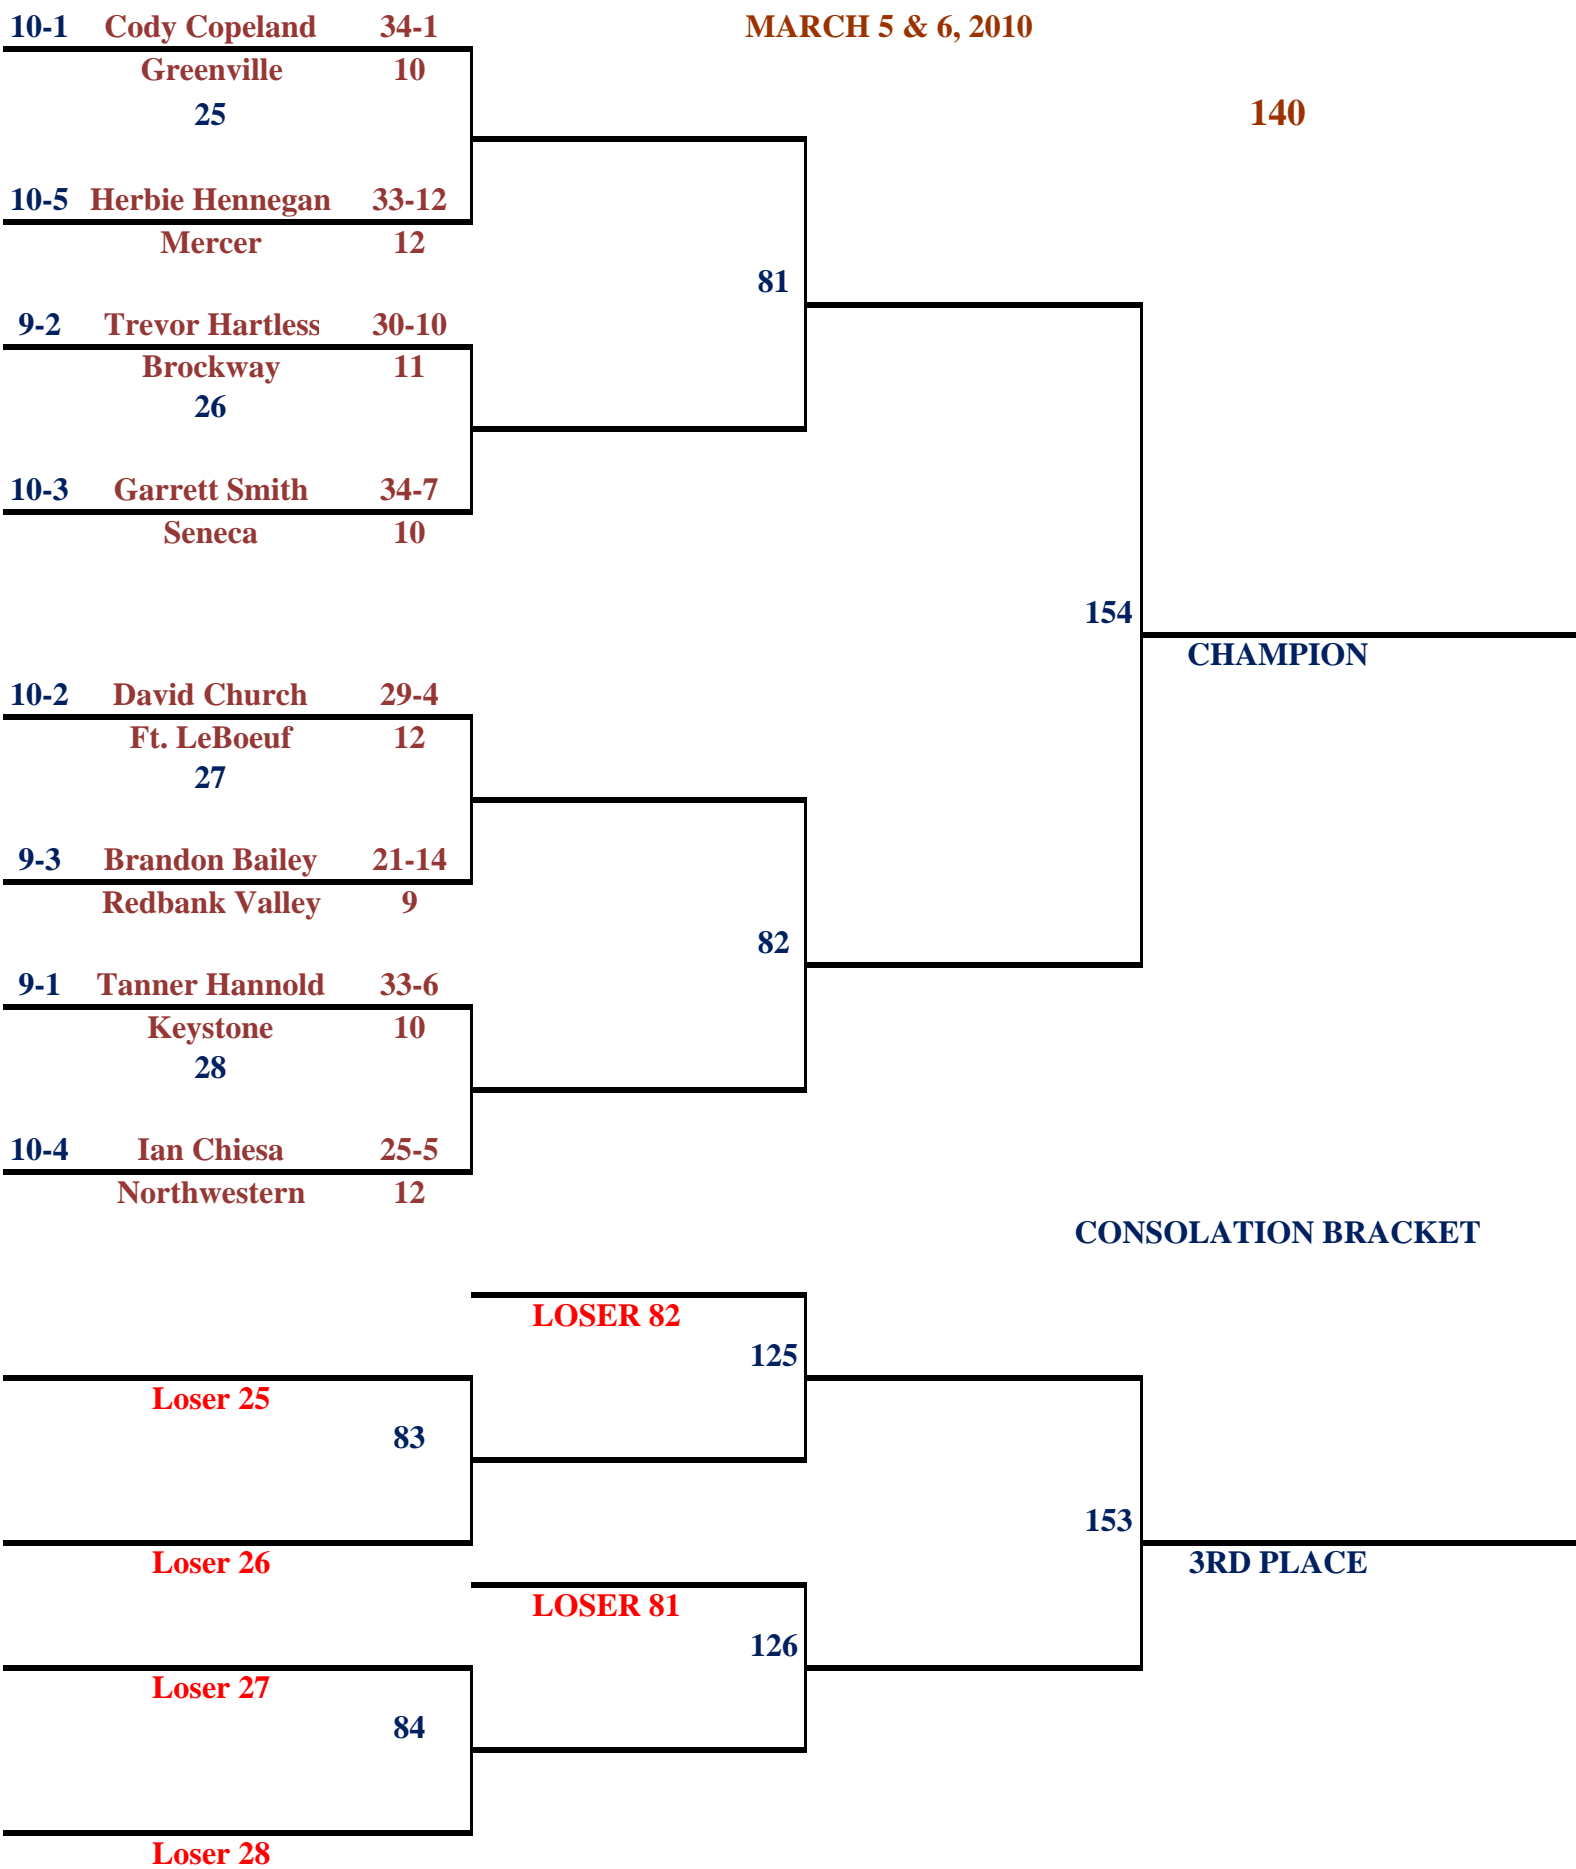 10-1 Cody Copeland 34-1 MARCH 5 & 6, 2010
Greenville 10
25 140
10-5 Herbie Hennegan 33-12
Mercer 12
81
9-2 Trevor Hartless 30-10
Brockway 11
26
10-3 Garrett Smith 34-7
Seneca 10
154
CHAMPION
10-2 David Church 29-4
Ft. LeBoeuf 12
27
9-3 Brandon Bailey 21-14
Redbank Valley 9
82
9-1 Tanner Hannold 33-6
Keystone 10
28
10-4 Ian Chiesa 25-5
Northwestern 12
CONSOLATION BRACKET
LOSER 82
125
Loser 25
83
153
Loser 26 3RD PLACE
LOSER 81
126
Loser 27
84
Loser 28